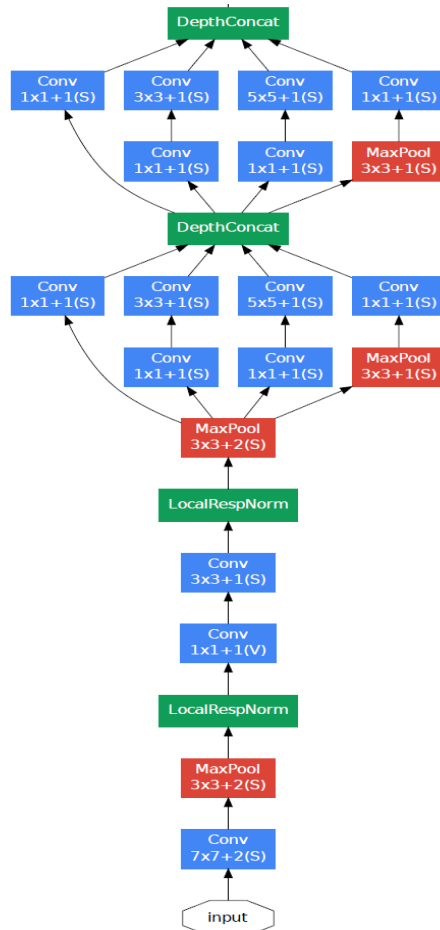 DepthConcat
Conv
1x1+1(S)
Conv
3x3+1(S)
Conv
5x5+1(S)
Conv
1x1+1(S)
Conv
1x1+1(S)
Conv
1x1+1(S)
MaxPool
3x3+1(S)
DepthConcat
Conv
1x1+1(S)
Conv
3x3+1(S)
Conv
5x5+1(S)
Conv
1x1+1(S)
Conv
1x1+1(S)
Conv
1x1+1(S)
MaxPool
3x3+1(S)
MaxPool
3x3+2(S)
LocalRespNorm
Conv
3x3+1(S)
Conv
1x1+1(V)
LocalRespNorm
MaxPool
3x3+2(S)
Conv
7x7+2(S)
input